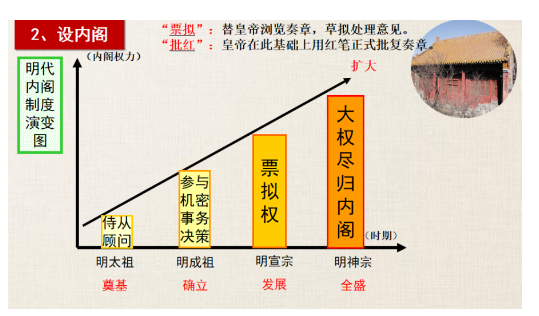 2、设内阁
“票拟”：替皇帝浏览奏章，草拟处理意见。
“批红”：皇帝在此基础上用红笔正式批复奏章。
(内阁权力)
扩大
明代
内阁
制度
演变
图
侍从
顾问
参与
机密
事务
决策
票
拟
权
大
权
尽
归
内
阁
(时期)
明太祖
明成祖
明宣宗
明神宗
奠基
确立
发展
全盛